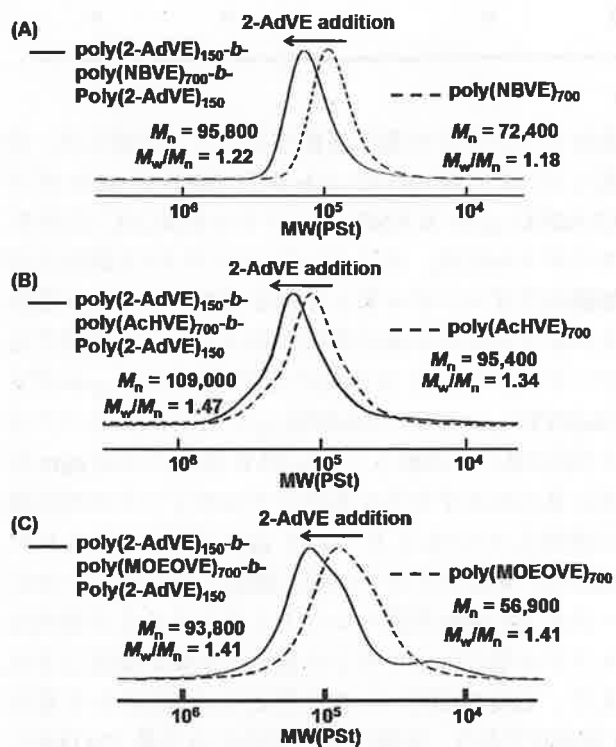 (A)
2-AdVE addition
poly(2-AdVE)150-b-
poly(NBVE)700-b-
Poly(2-AdVE)150
Mn = 95,800
Mw/Mn = 1.22
poly(NBVE)700
Mn = 72,400
Mw/Mn = 1.18
10^6
10^5
10^4
MW(PSt)
(B)
2-AdVE addition
poly(2-AdVE)150-b-
poly(AcHVE)700-b-
Poly(2-AdVE)150
Mn = 109,000
Mw/Mn = 1.47
poly(AcHVE)700
Mn = 95,400
Mw/Mn = 1.34
10^6
10^5
10^4
MW(PSt)
(C)
2-AdVE addition
poly(2-AdVE)150-b-
poly(MOEOVE)700-b-
Poly(2-AdVE)150
Mn = 93,800
Mw/Mn = 1.41
poly(MOEOVE)700
Mn = 56,900
Mw/Mn = 1.41
10^6
10^5
10^4
MW(PSt)